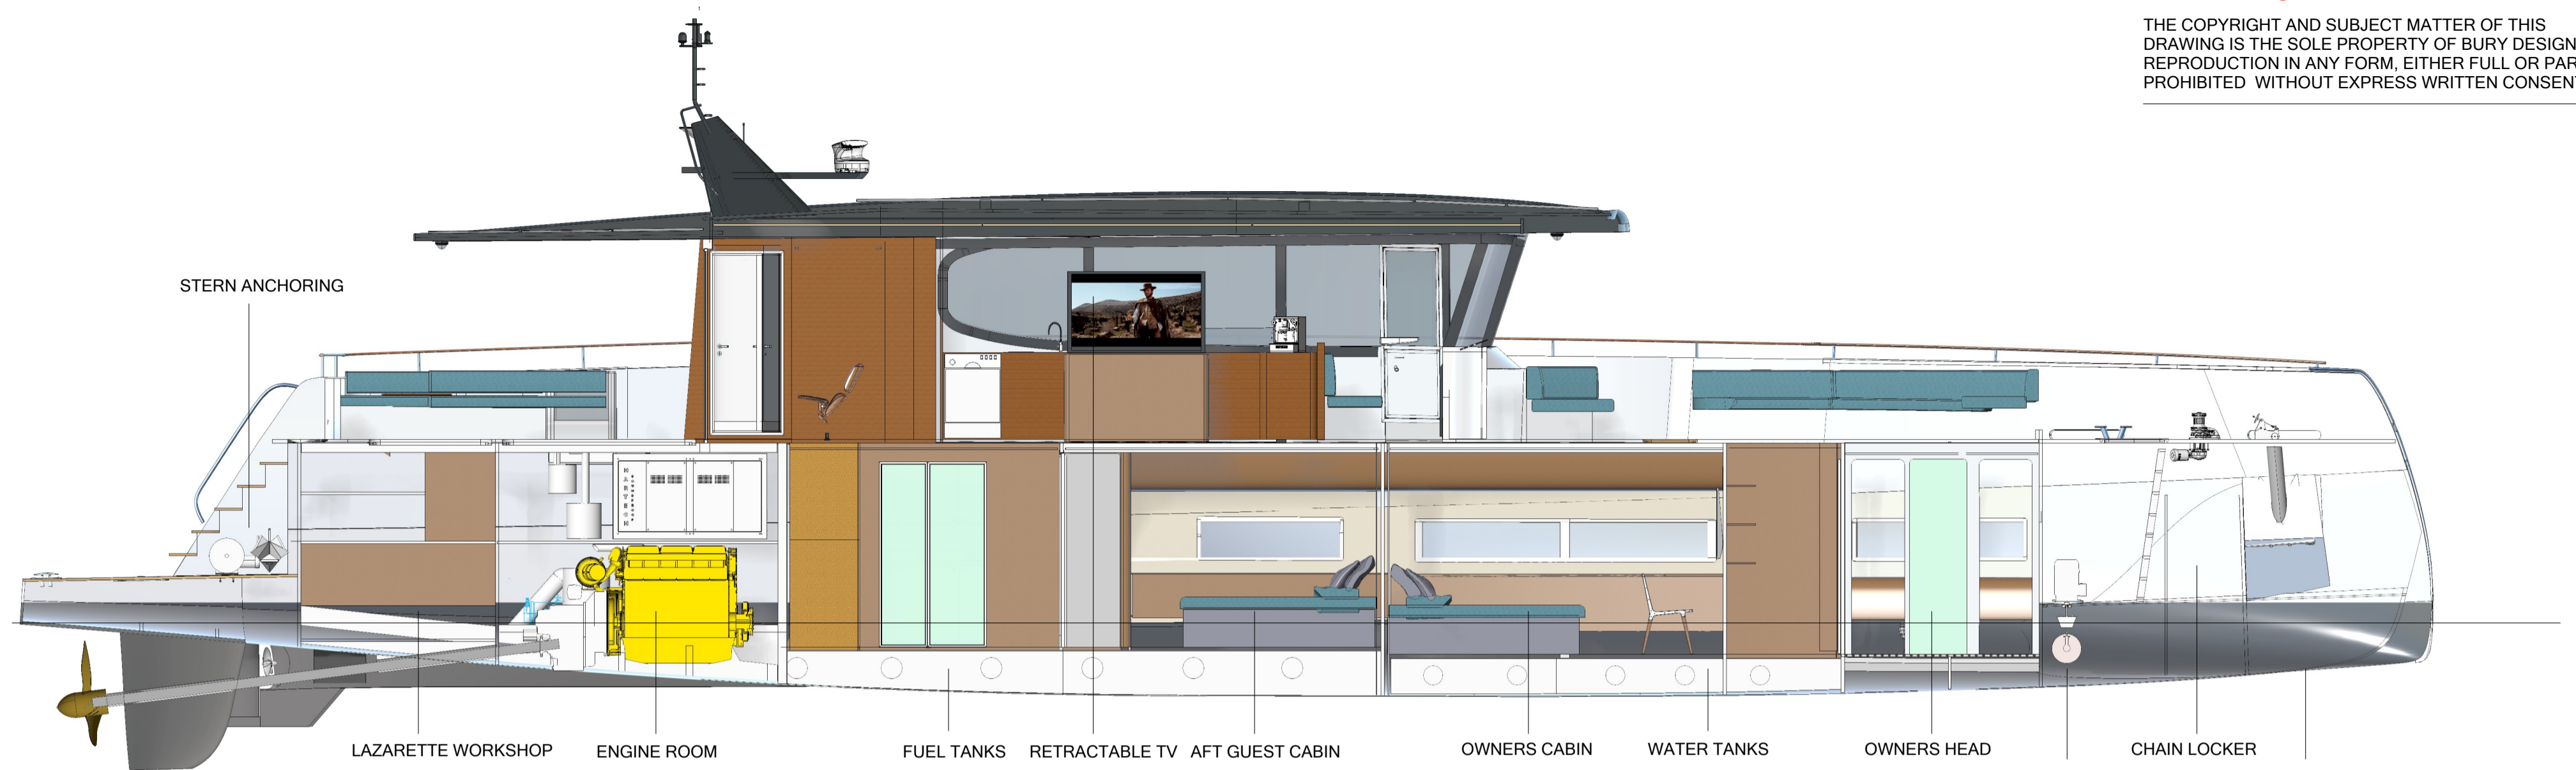 THE COPYRIGHT AND SUBJECT MATTER OF THIS
DRAWING IS THE SOLE PROPERTY OF BURY DESIGN
REPRODUCTION IN ANY FORM, EITHER FULL OR PAR
PROHIBITED WITHOUT EXPRESS WRITTEN CONSENT
STERN ANCHORING
LAZARETTE WORKSHOP
ENGINE ROOM
FUEL TANKS
RETRACTABLE TV
AFT GUEST CABIN
OWNERS CABIN
WATER TANKS
OWNERS HEAD
CHAIN LOCKER